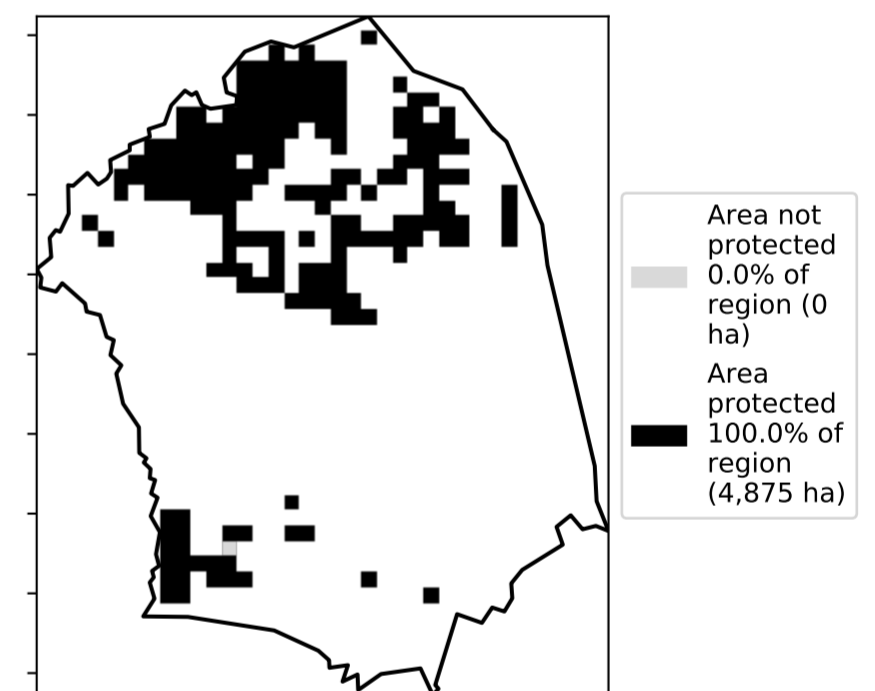 Area not
protected
0.0% of
region (0
ha)
Area
protected
100.0% of
region
(4,875 ha)